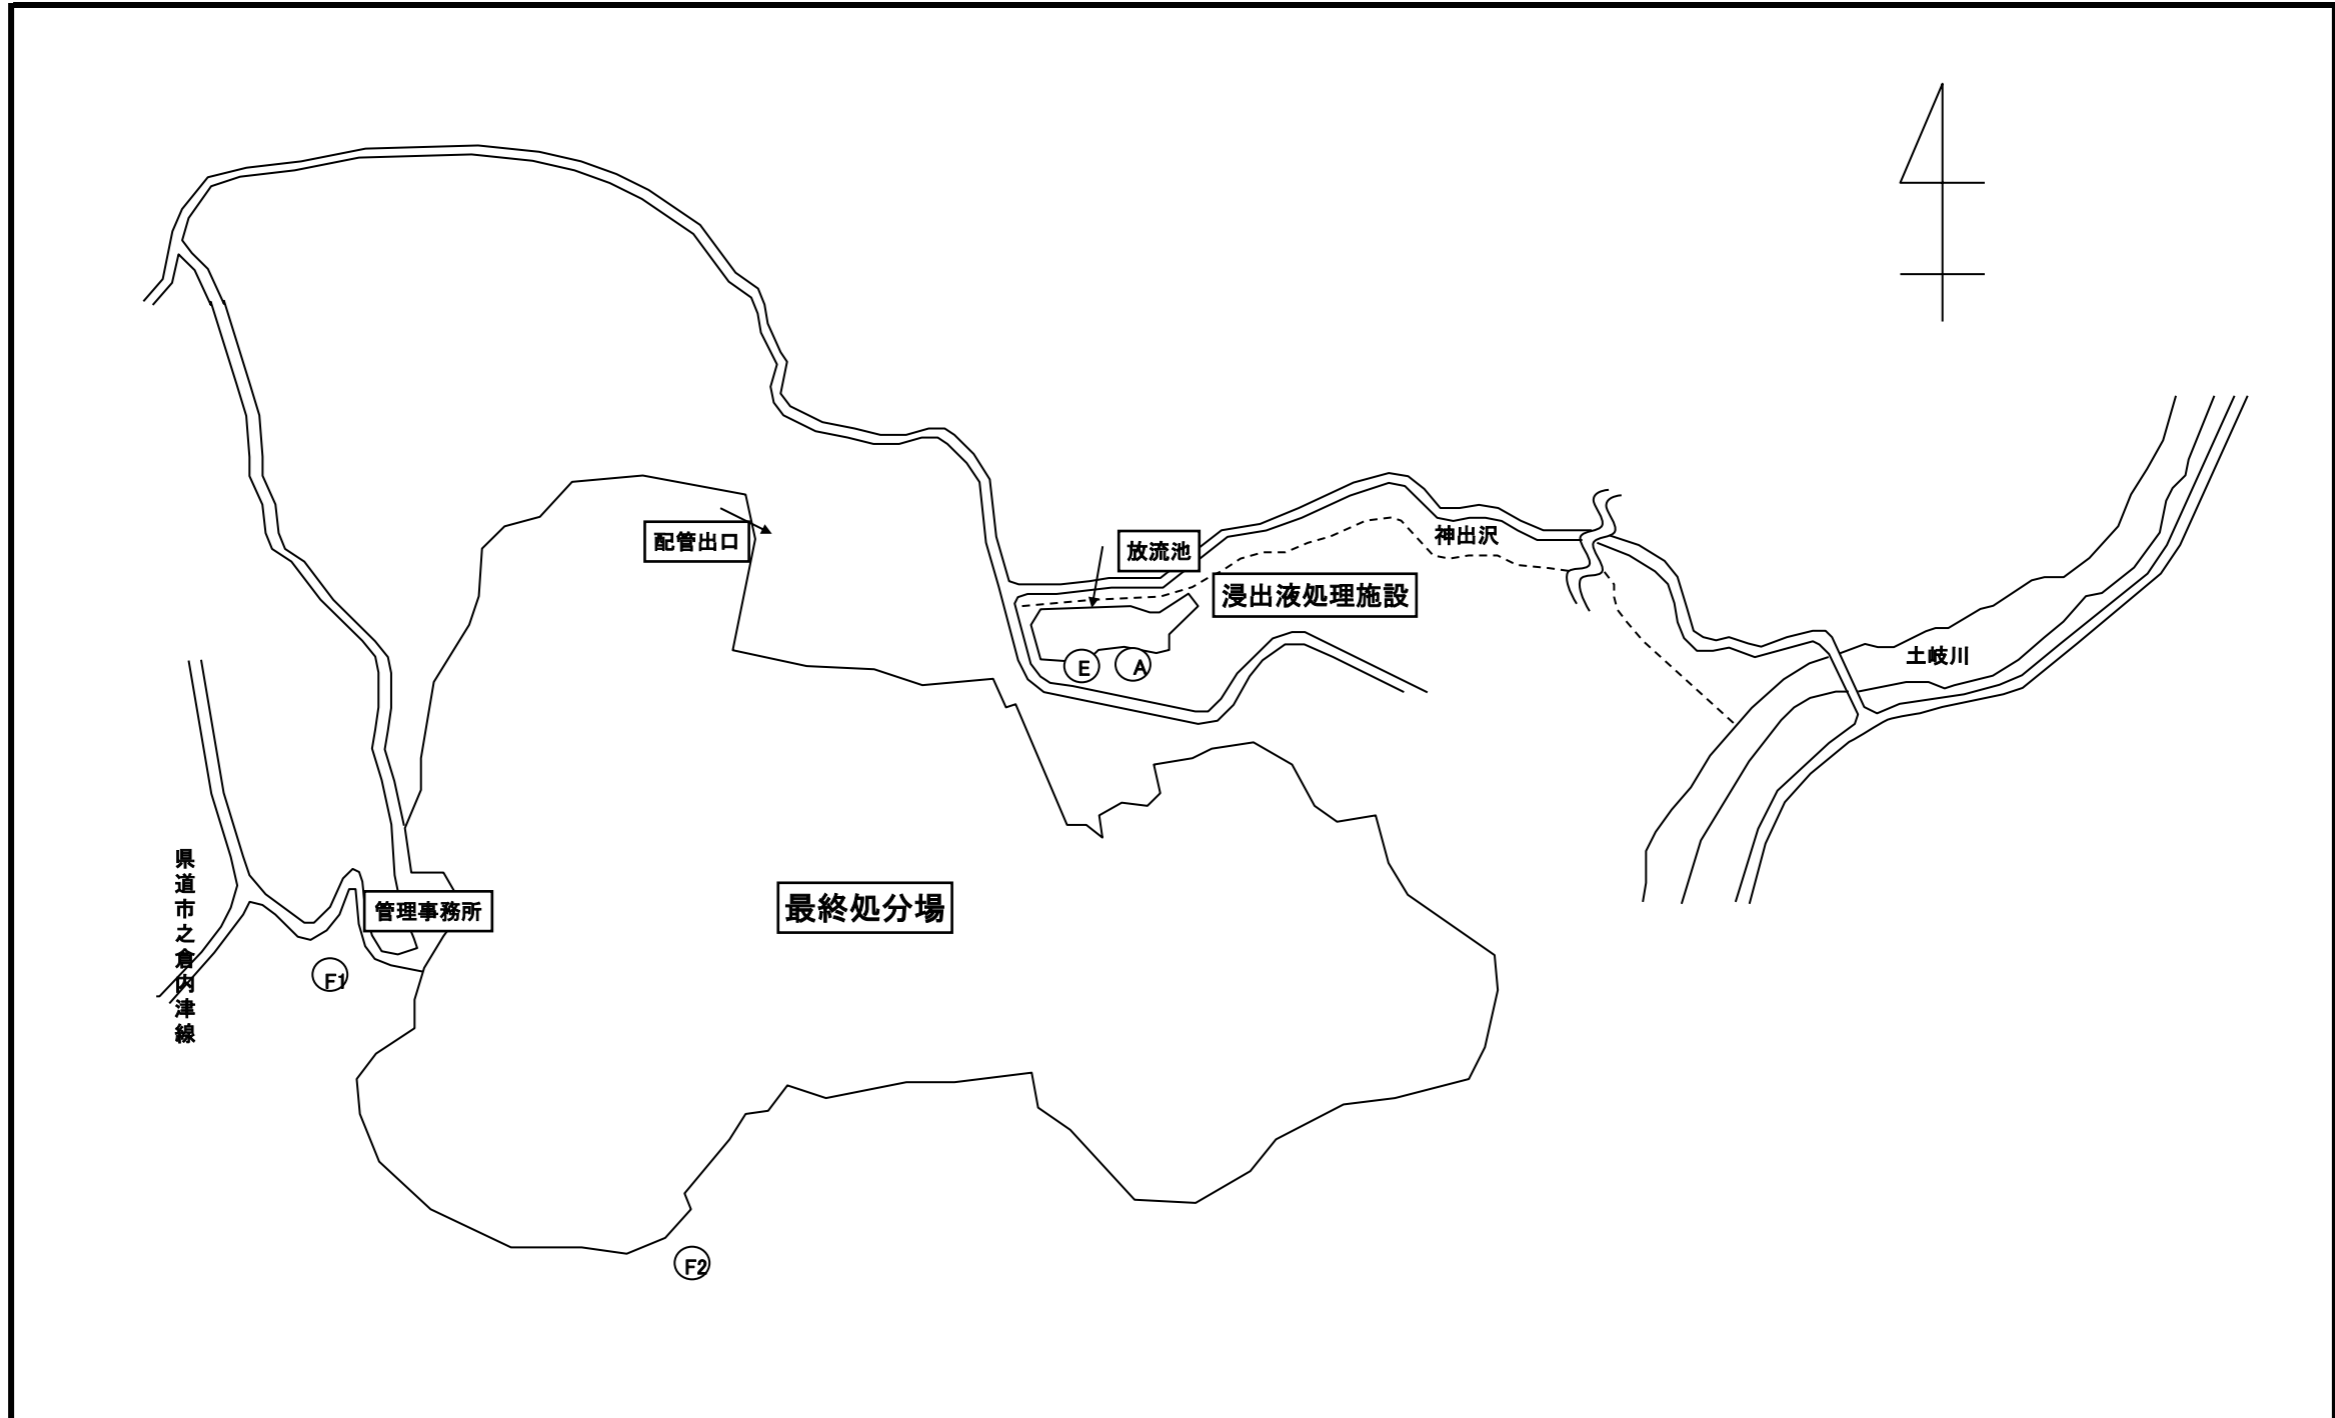 神出沢
配管出口
放流池
浸出液処理施設
土岐川
E
A
県道市之倉内津線
管理事務所
最終処分場
F1
F2